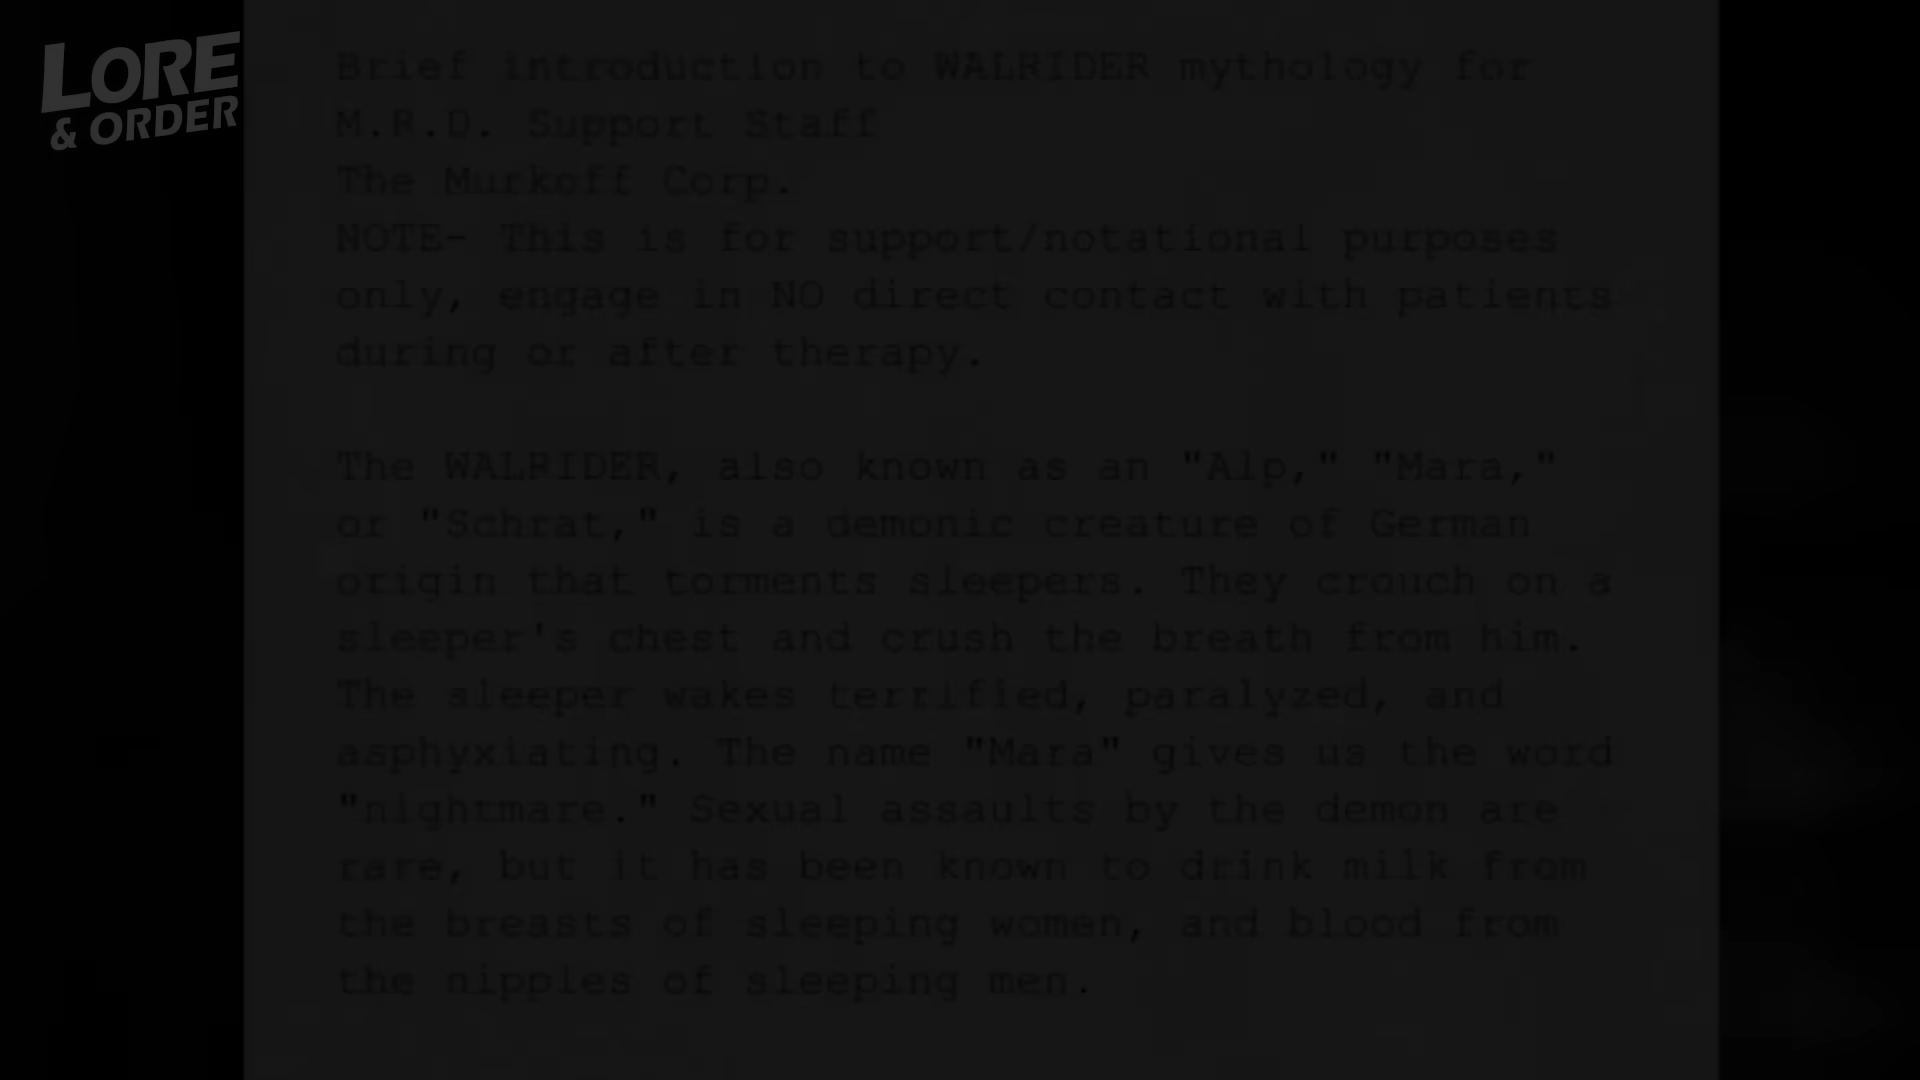 LORE
& ORDER
Brief introduction to WALRIDER mythology for
M.R.D. Support Staff
The Murkoff Corp.
NOTE- This is for support/notational purposes
only, engage in NO direct contact with patients
during or after therapy.
The WALRIDER, also known as an "Alp," "Mara,"
or "Schrat," is a demonic creature of German
origin that torments sleepers. They crouch on a
sleeper's chest and crush the breath from him.
The sleeper wakes terrified, paralyzed, and
asphyxiating. The name "Mara" gives us the word
"nightmare." Sexual assaults by the demon are
rare, but it has been known to drink milk from
the breasts of sleeping women, and blood from
the nipples of sleeping men.